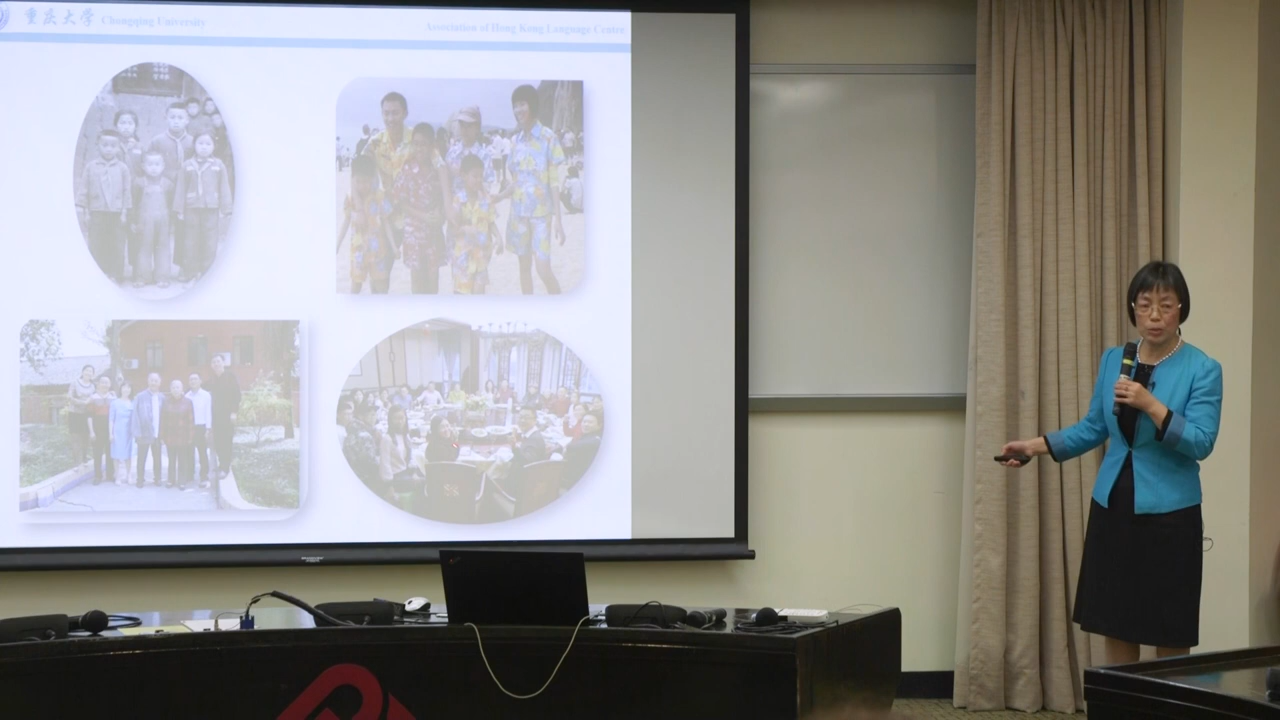 重庆大学 Chongqing University
Association of Hong Kong Language Centre